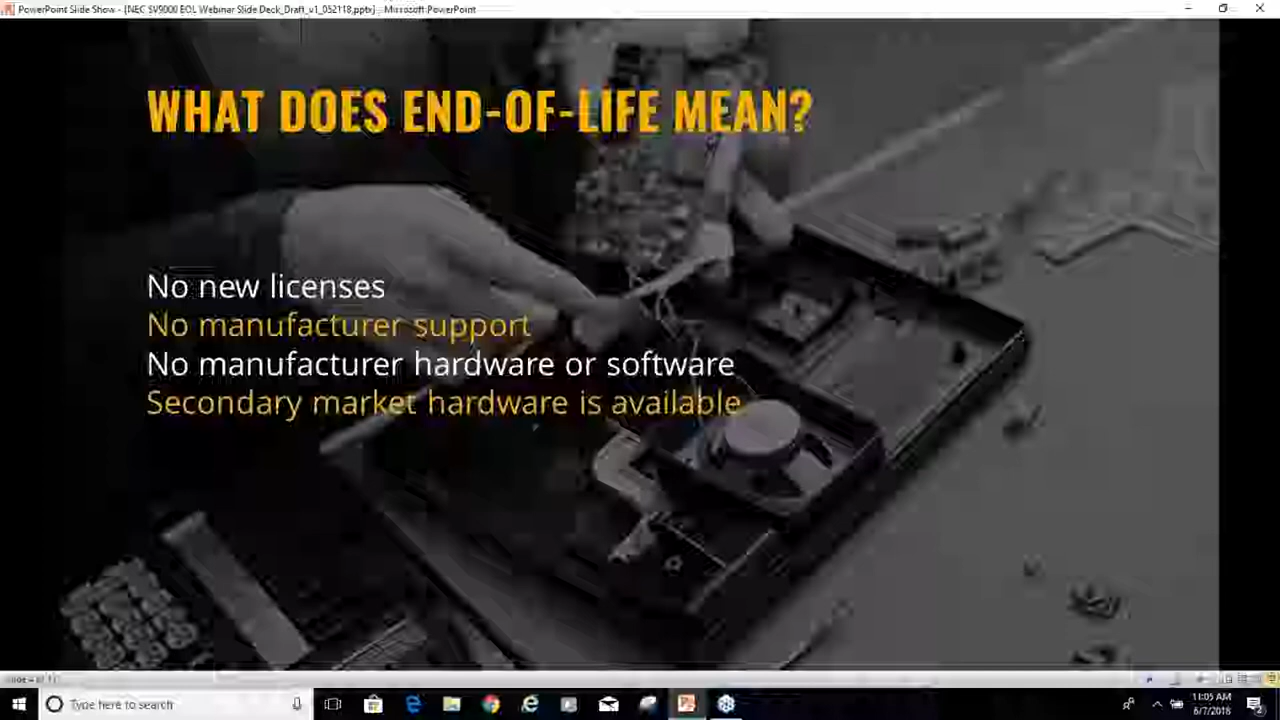 PowerPoint Slide Show - [NEC SV9000 EOL Webinar Slide Deck_Draft_v1_052118.pptx] - Microsoft PowerPoint
WHAT DOES END-OF-LIFE MEAN?
No new licenses
No manufacturer support
No manufacturer hardware or software
Secondary market hardware is available
Type here to search
11:05 AM
6/7/2018